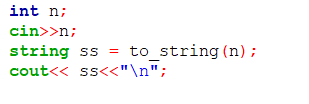 int n;
cin>>n;
string ss = to_string(n);
cout<< ss<<"\n";